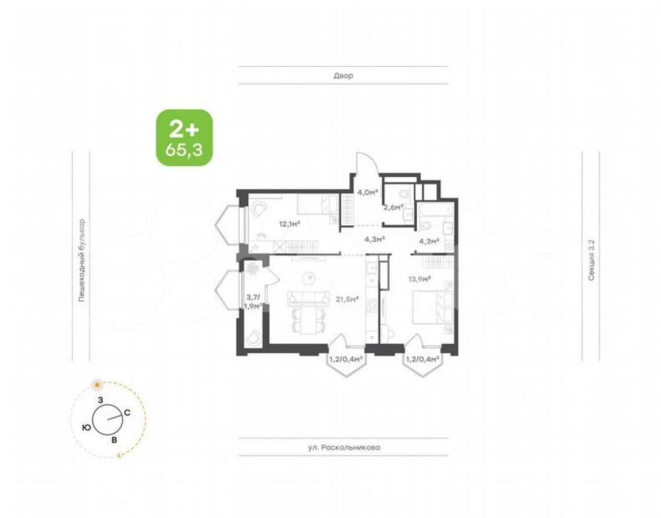 Двор
2+
65,3
4,0м²
2,6м²
12,1м²
4,3м²
4,2м²
13,9м²
3,7/
1,9м²
21,5м²
1,2/0,4м²
1,2/0,4м²
Пешеходный бульвар
Секция 3.2
З
С
Ю
В
ул. Раскольникова